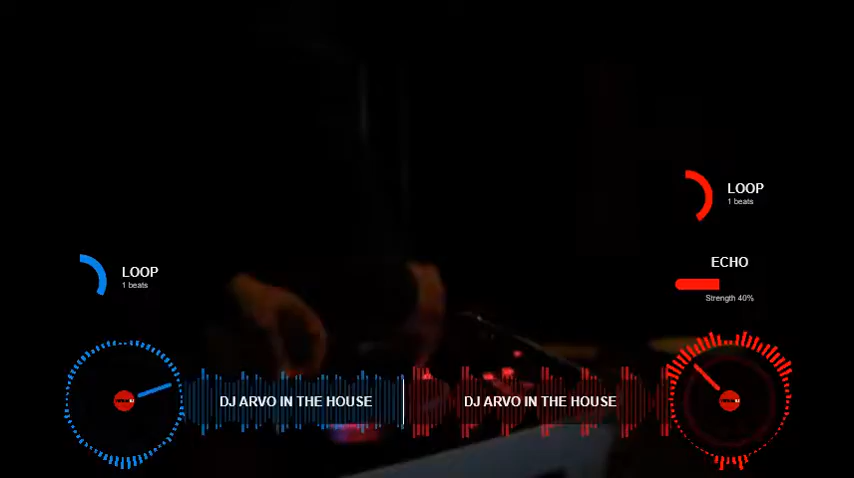 LOOP
1 beats
ECHO
Strength 40%
LOOP
1 beats
DJ ARVO IN THE HOUSE
DJ ARVO IN THE HOUSE